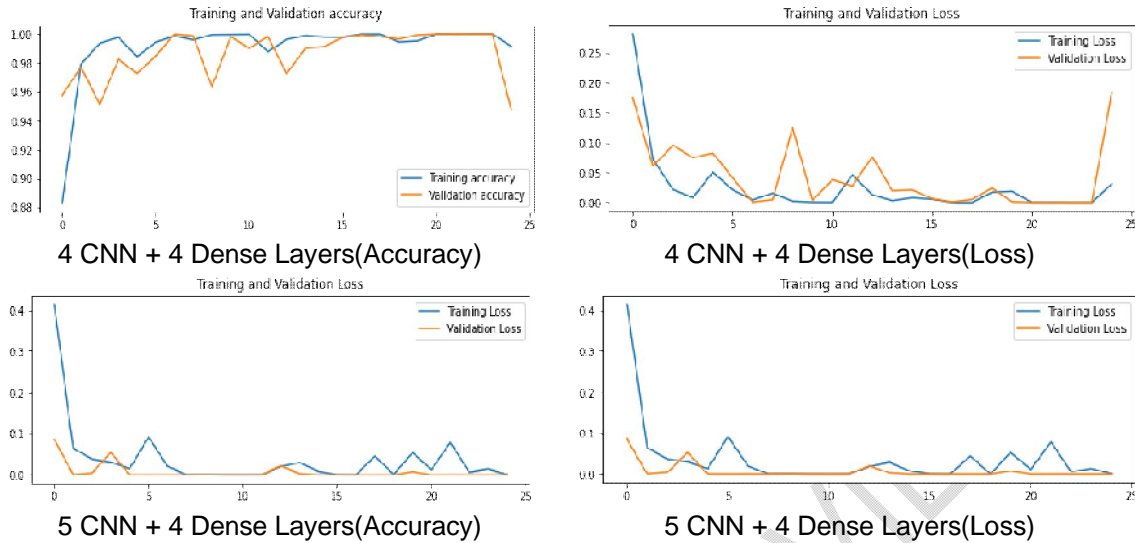 Training and Validation accuracy
1.00
0.98
0.96
0.94
0.92
0.90
0.88
Training accuracy
Validation accuracy
0 5 10 15 20 25
4 CNN + 4 Dense Layers(Accuracy)
Training and Validation Loss
0.25
0.20
0.15
0.10
0.05
0.00
Training Loss
Validation Loss
0 5 10 15 20 25
4 CNN + 4 Dense Layers(Loss)
Training and Validation Loss
0.4
0.3
0.2
0.1
0.0
Training Loss
Validation Loss
0 5 10 15 20 25
5 CNN + 4 Dense Layers(Accuracy)
Training and Validation Loss
0.4
0.3
0.2
0.1
0.0
Training Loss
Validation Loss
0 5 10 15 20 25
5 CNN + 4 Dense Layers(Loss)